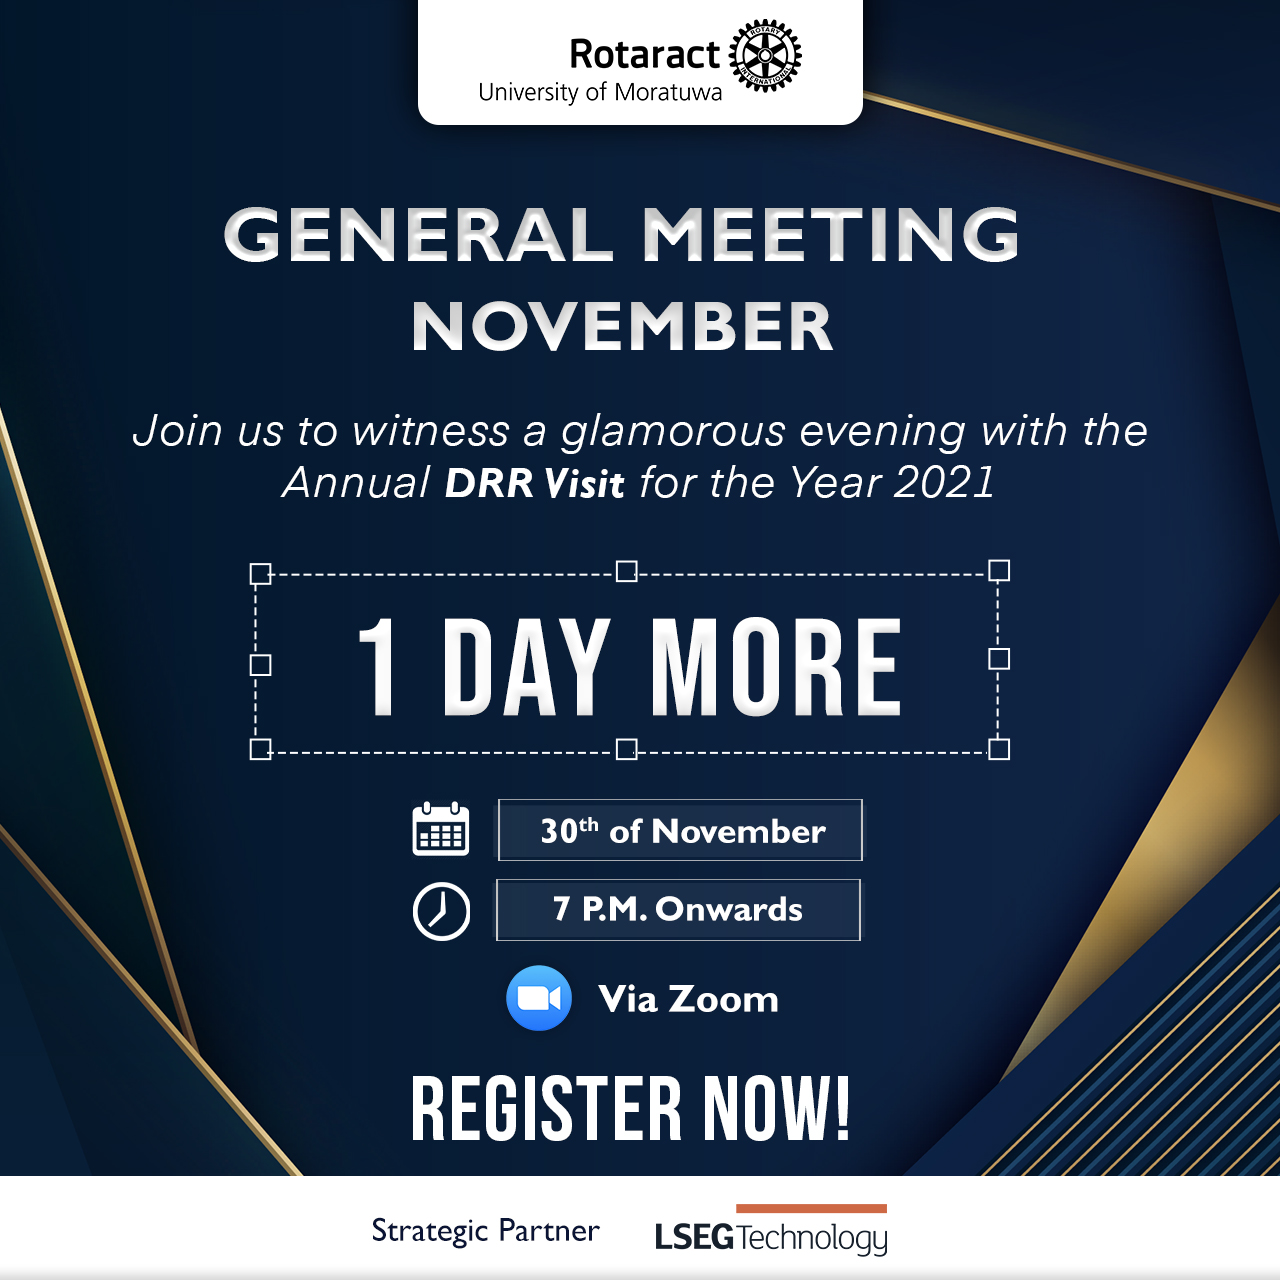 Rotaract
University of Moratuwa
ROTARY
INTERNATIONAL
GENERAL MEETING
NOVEMBER
Join us to witness a glamorous evening with the
Annual DRR Visit for the Year 2021
1 DAY MORE
30th of November
7 P.M. Onwards
Via Zoom
REGISTER NOW!
Strategic Partner
LSEG Technology